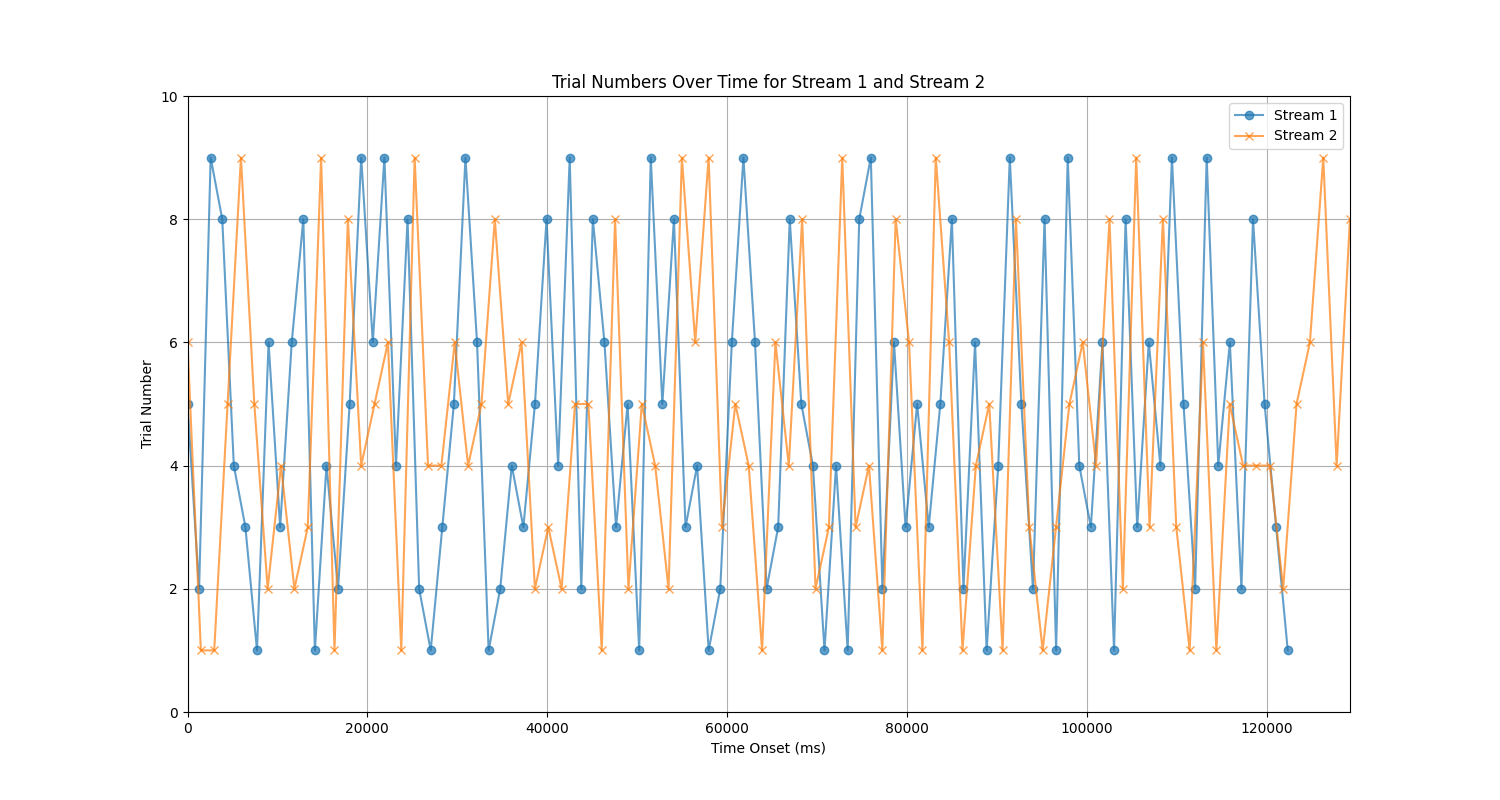 Trial Numbers Over Time for Stream 1 and Stream 2
10
8
6
4
2
0
Trial Number
Stream 1
Stream 2
0 20000 40000 60000 80000 100000 120000
Time Onset (ms)